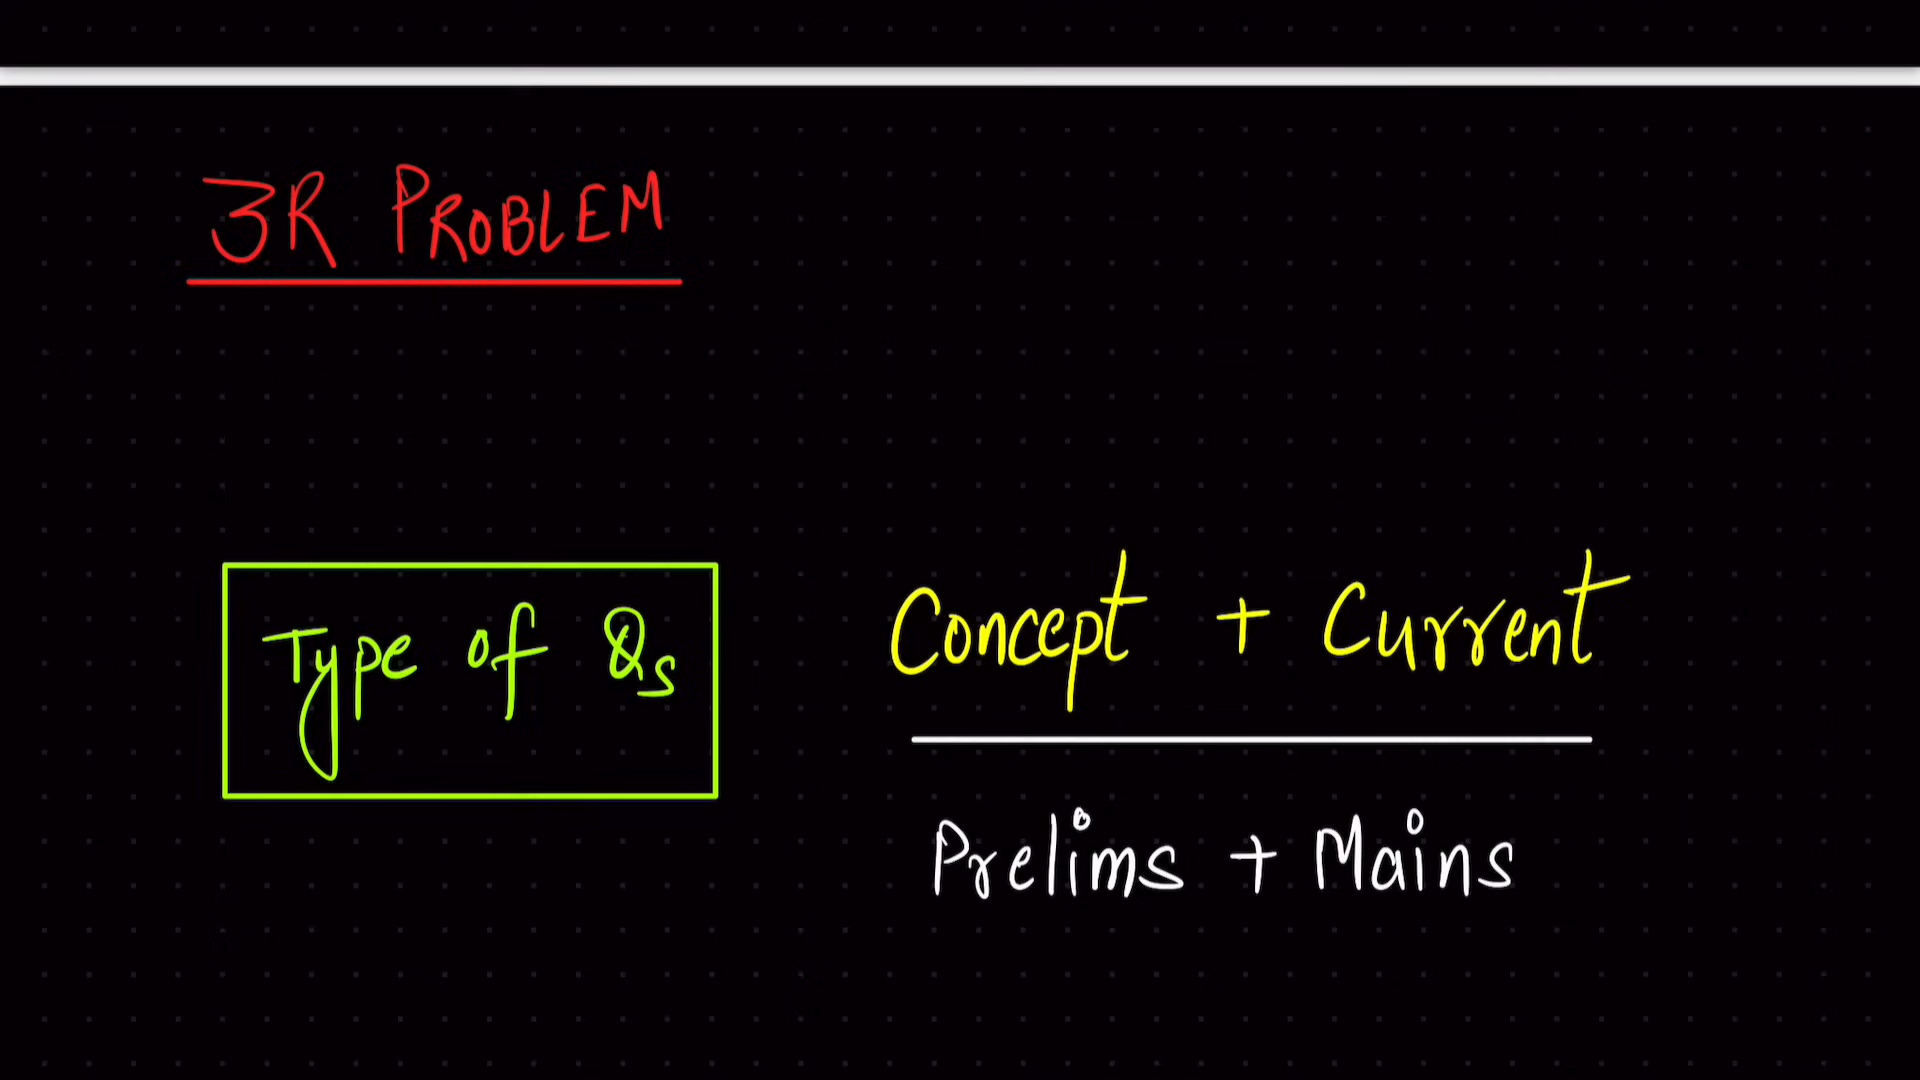 3R PROBLEM
Type of Qs
Concept + Current
Prelims + Mains